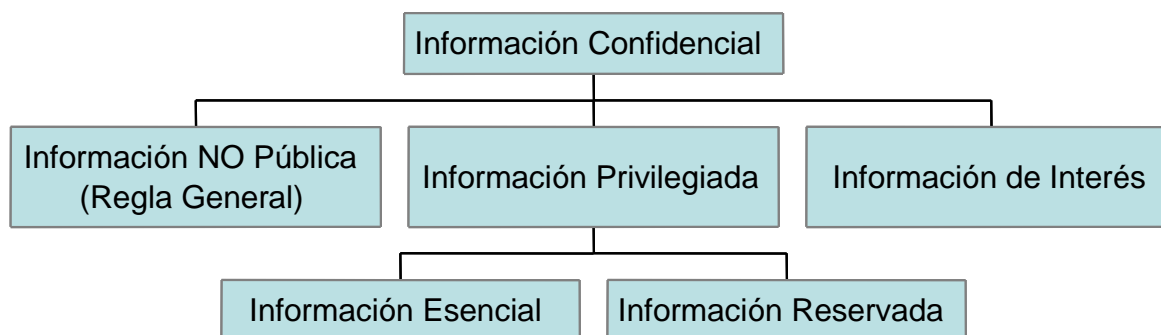 Información Confidencial
Información NO Pública
(Regla General)
Información Privilegiada
Información de Interés
Información Esencial
Información Reservada